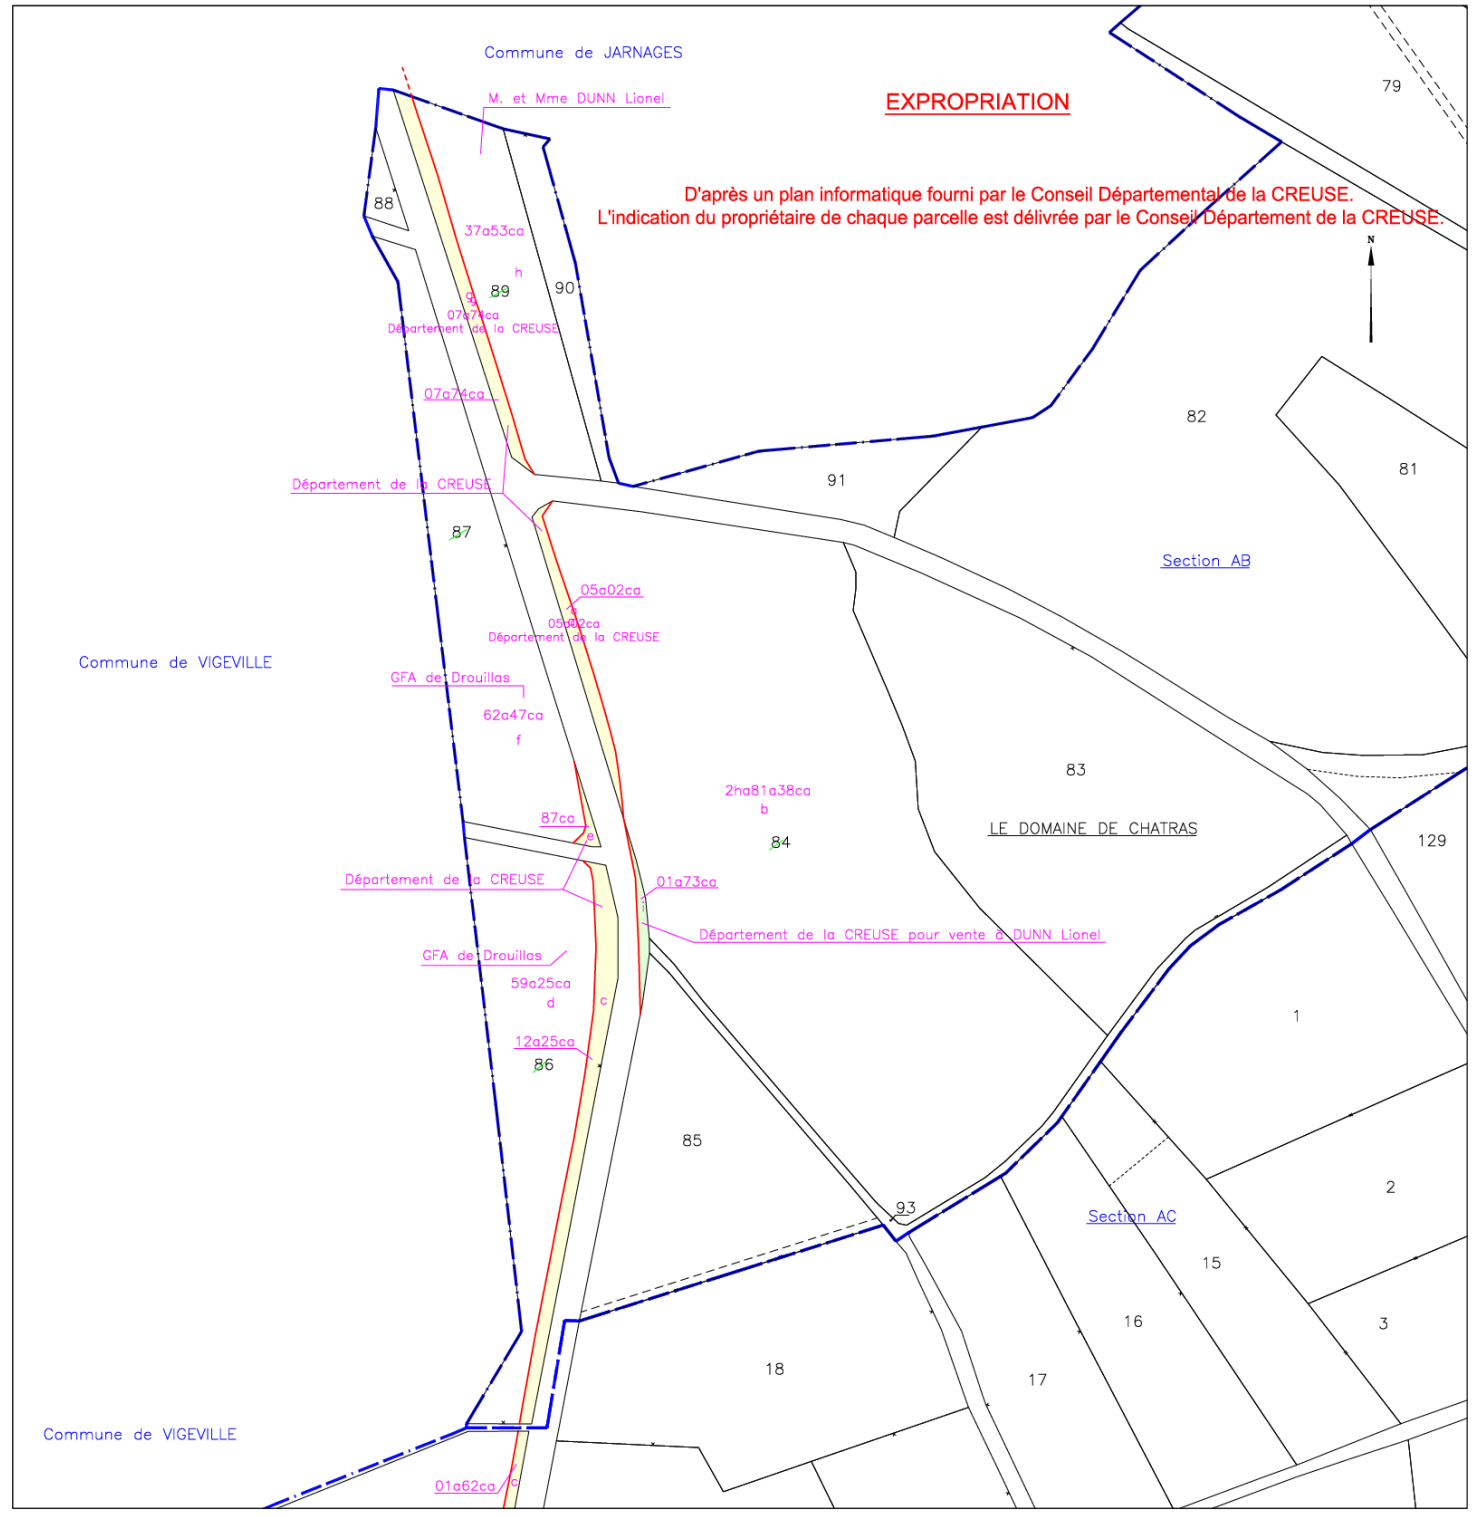 Commune de JARNAGES
79
M. et Mme DUNN Lionel
EXPROPRIATION
D'après un plan informatique fourni par le Conseil Départemental de la CREUSE.
L'indication du propriétaire de chaque parcelle est délivrée par le Conseil Département de la CREUSE.
88
37a53ca
N
h
89
90
g
07a74ca
Département de la CREUSE
07a74ca
82
91
81
Département de la CREUSE
87
Section AB
05a02ca
a
05a02ca
Département de la CREUSE
Commune de VIGEVILLE
GFA de Drouillas
62a47ca
f
83
2ha81a38ca
b
87ca
e
84
LE DOMAINE DE CHATRAS
129
Département de la CREUSE
01a73ca
Département de la CREUSE pour vente à DUNN Lionel
GFA de Drouillas
59a25ca
d
c
12a25ca
86
1
85
2
93
Section AC
15
16
3
18
17
Commune de VIGEVILLE
01a62ca
c